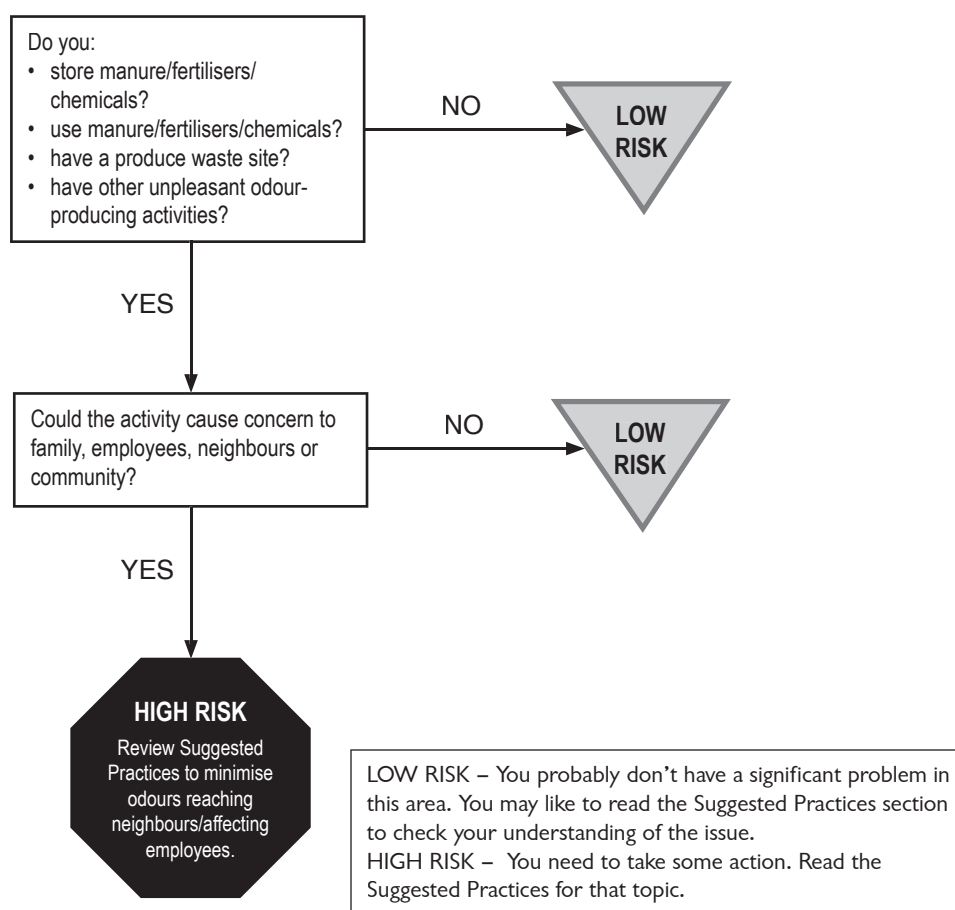 Do you:
• store manure/fertilisers/
chemicals?
• use manure/fertilisers/chemicals?
• have a produce waste site?
• have other unpleasant odour-
producing activities?
NO
LOW
RISK
YES
Could the activity cause concern to
family, employees, neighbours or
community?
NO
LOW
RISK
YES
HIGH RISK
Review Suggested
Practices to minimise
odours reaching
neighbours/affecting
employees.
LOW RISK – You probably don’t have a significant problem in
this area. You may like to read the Suggested Practices section
to check your understanding of the issue.
HIGH RISK – You need to take some action. Read the
Suggested Practices for that topic.